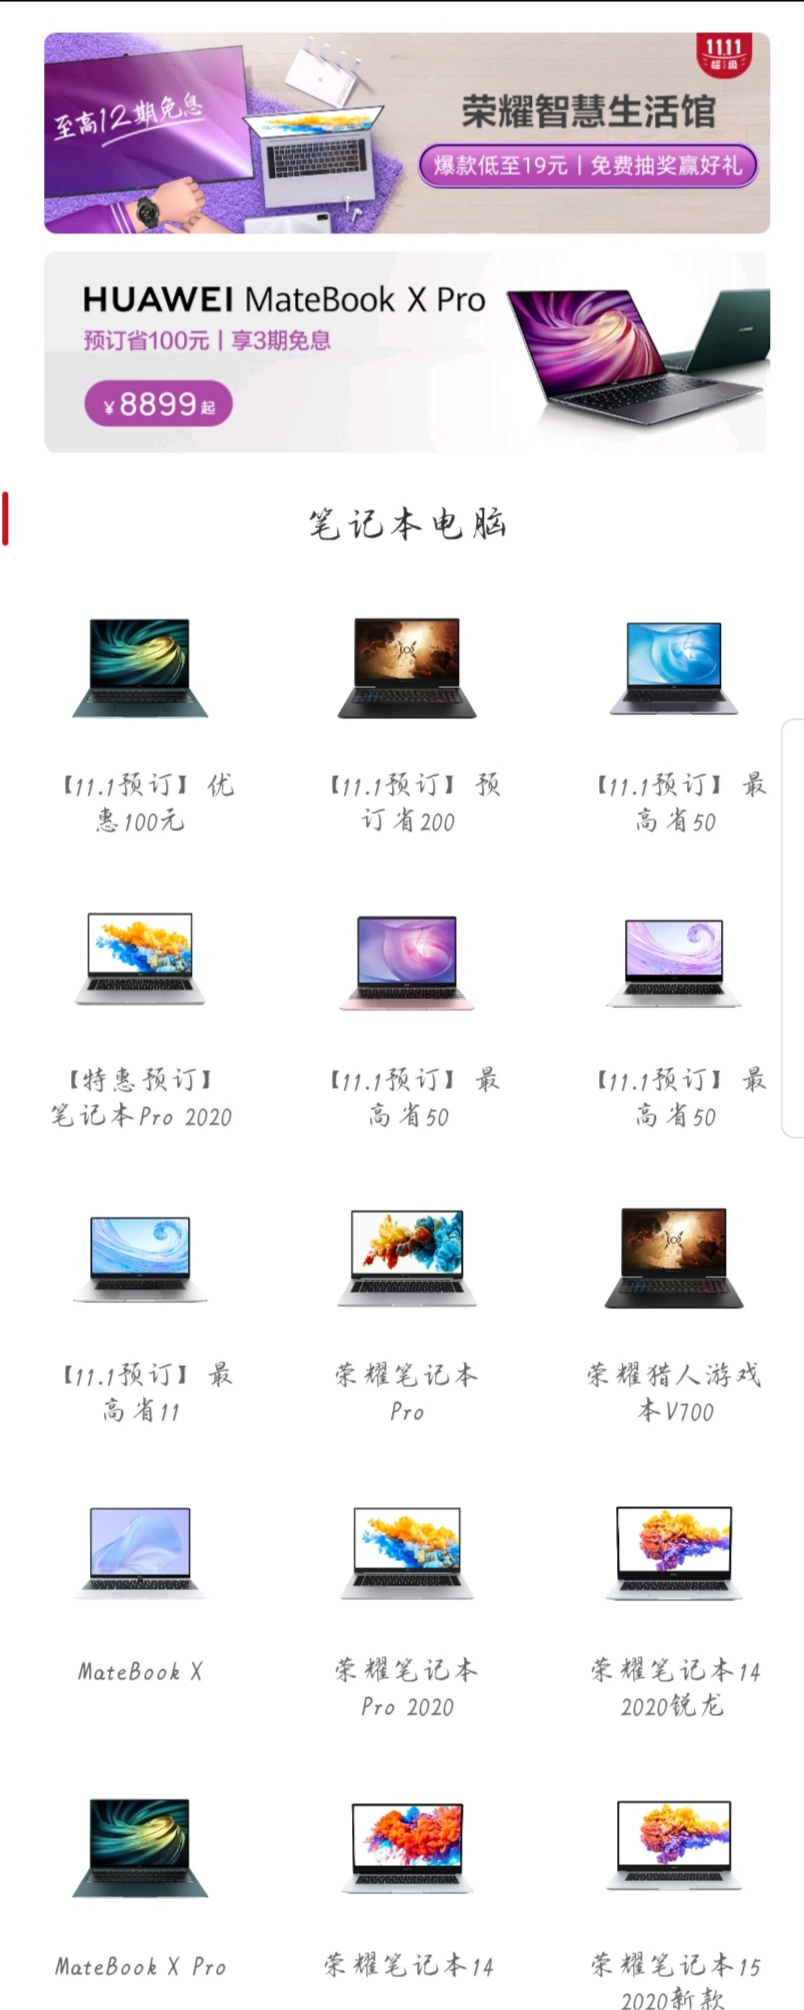 11.11
超级
至高12期免息
荣耀智慧生活馆
爆款低至19元 | 免费抽奖赢好礼
HUAWEI MateBook X Pro
预订省100元 | 享3期免息
¥8899起
笔记本电脑
【11.1预订】优
惠100元
【11.1预订】预
订省200
【11.1预订】最
高省50
【特惠预订】
笔记本Pro 2020
【11.1预订】最
高省50
【11.1预订】最
高省50
【11.1预订】最
高省11
荣耀笔记本
Pro
荣耀猎人游戏
本V700
MateBook X
荣耀笔记本
Pro 2020
荣耀笔记本14
2020锐龙
MateBook X Pro
荣耀笔记本14
荣耀笔记本15
2020新款